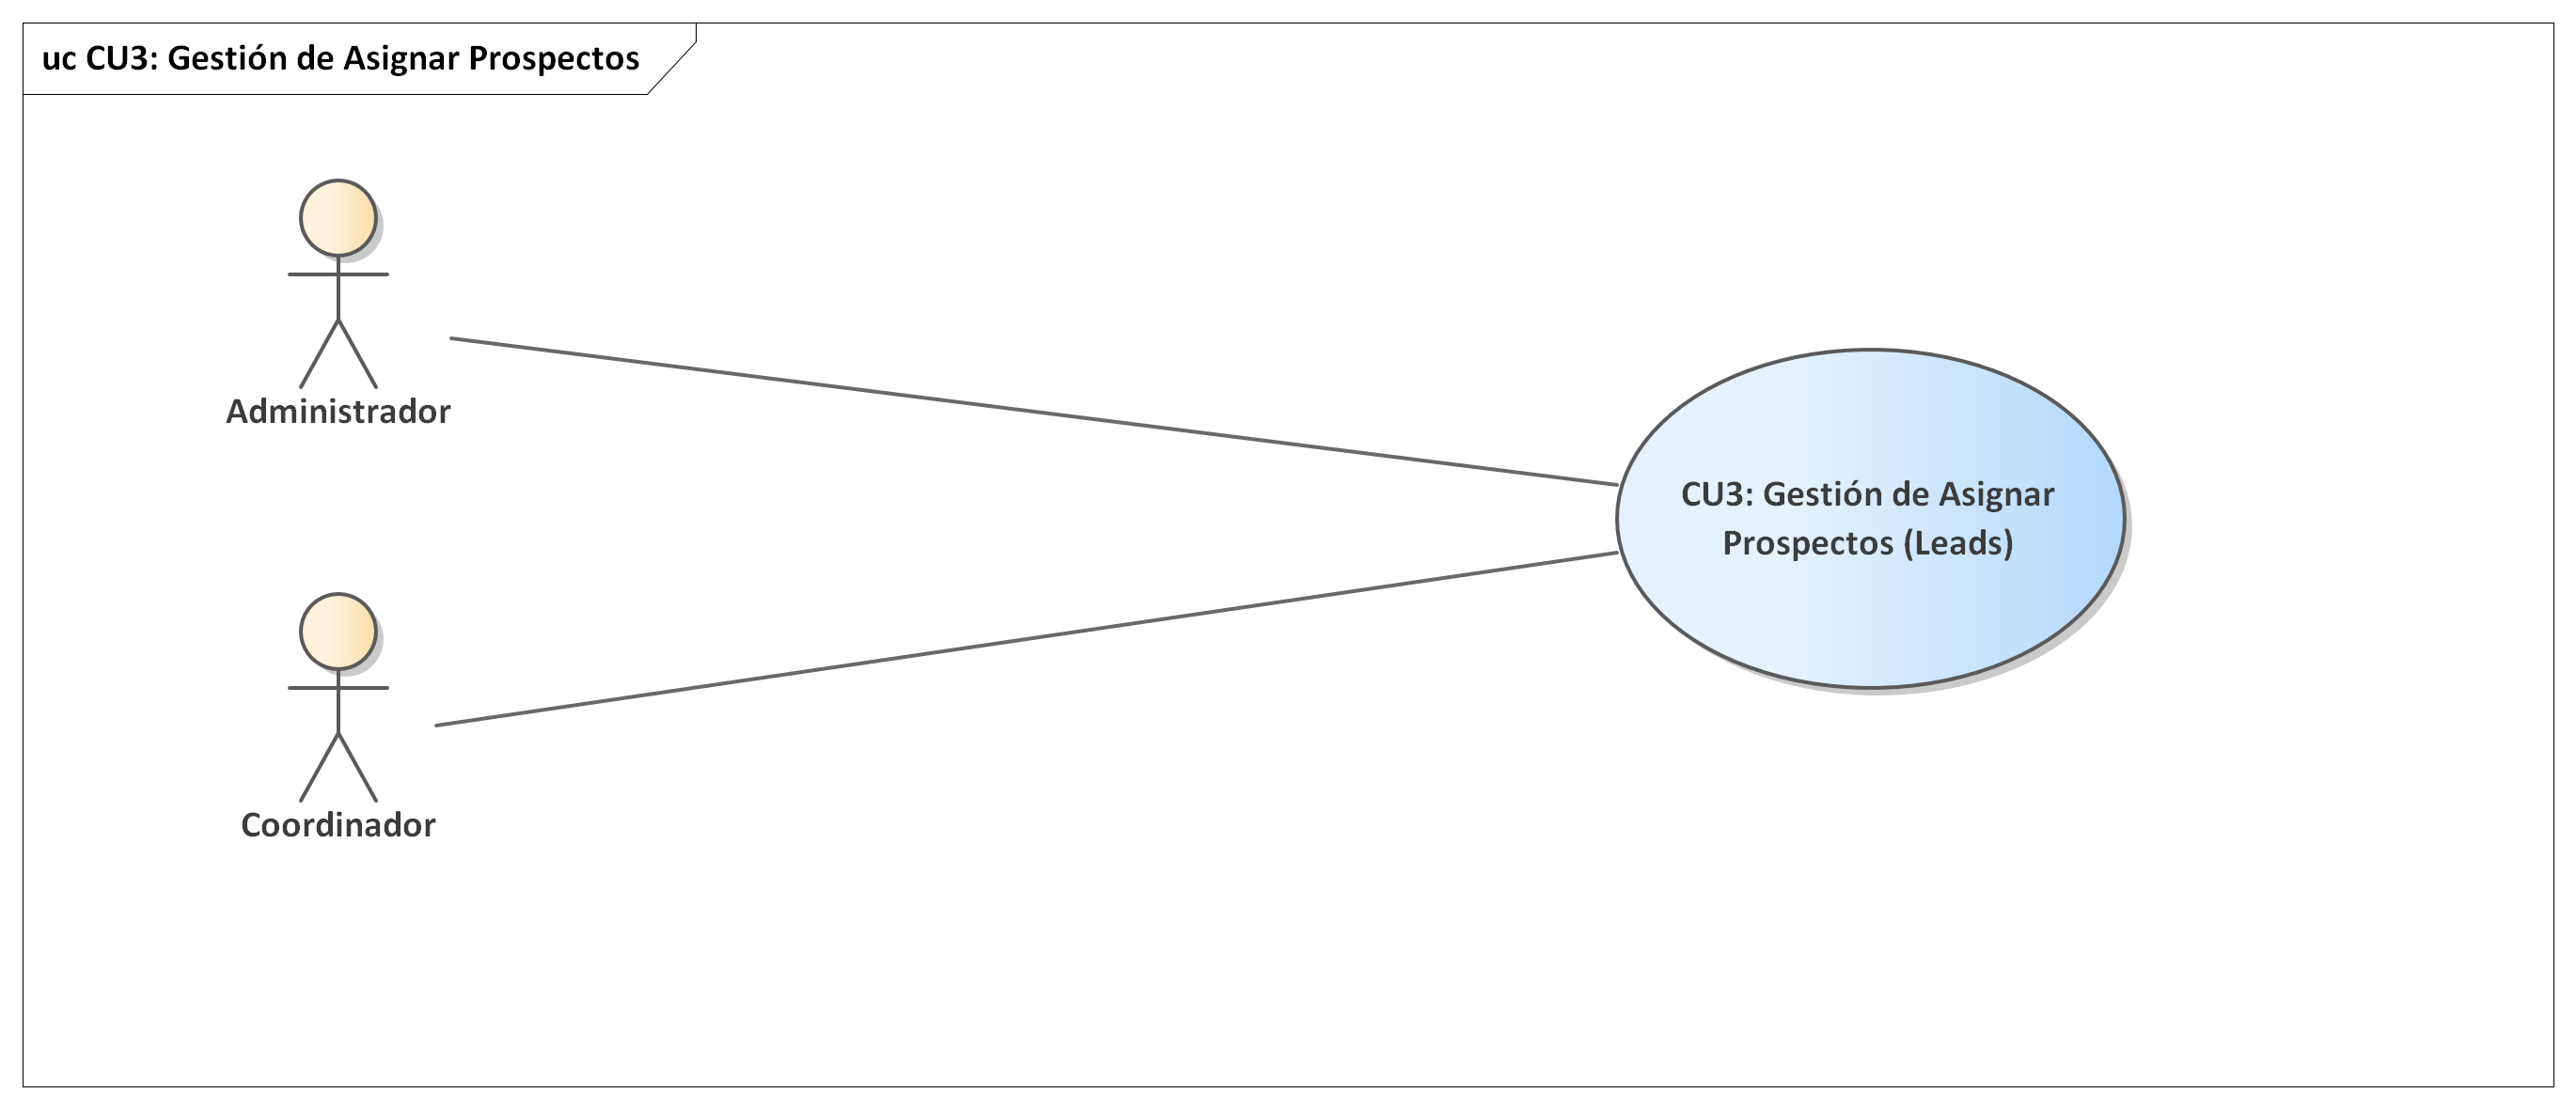 uc CU3: Gestión de Asignar Prospectos
Administrador
CU3: Gestión de Asignar
Prospectos (Leads)
Coordinador